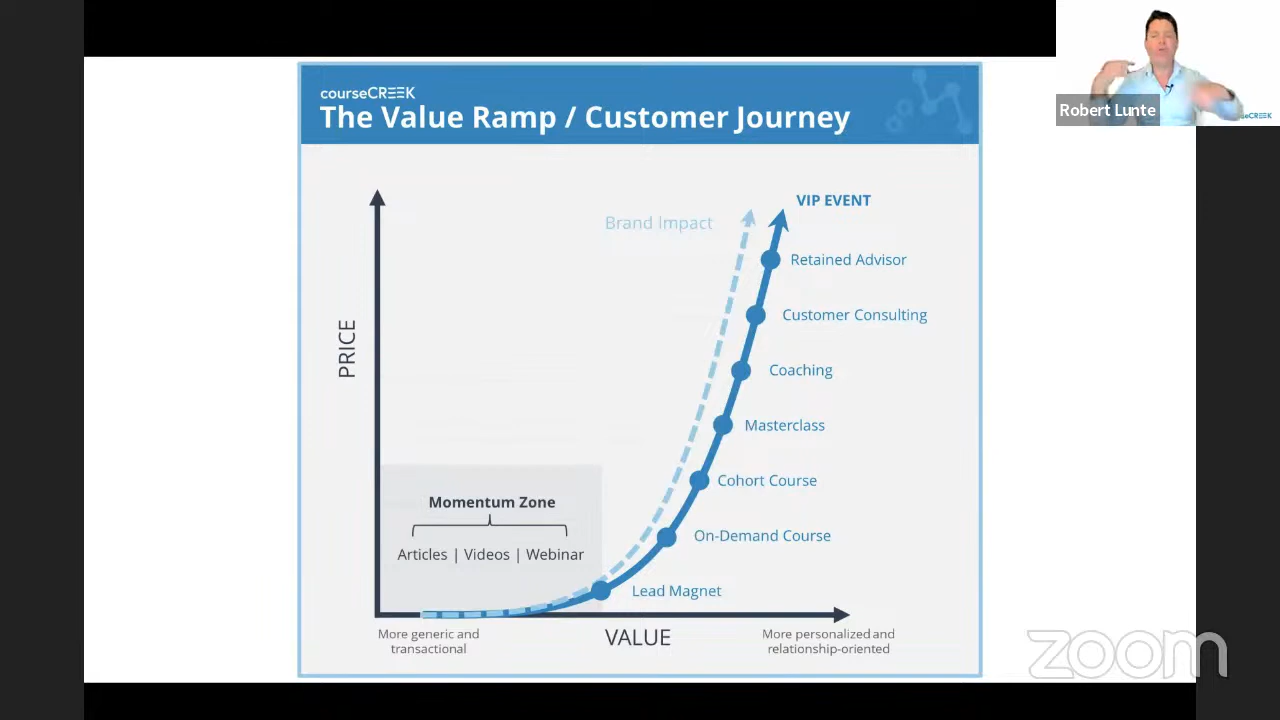 courseCREEK
The Value Ramp / Customer Journey
Robert Lunte
VIP EVENT
Brand Impact
Retained Advisor
Customer Consulting
PRICE
Coaching
Masterclass
Cohort Course
Momentum Zone
On-Demand Course
Articles | Videos | Webinar
Lead Magnet
More generic and
transactional
VALUE
More personalized and
relationship-oriented
zoom